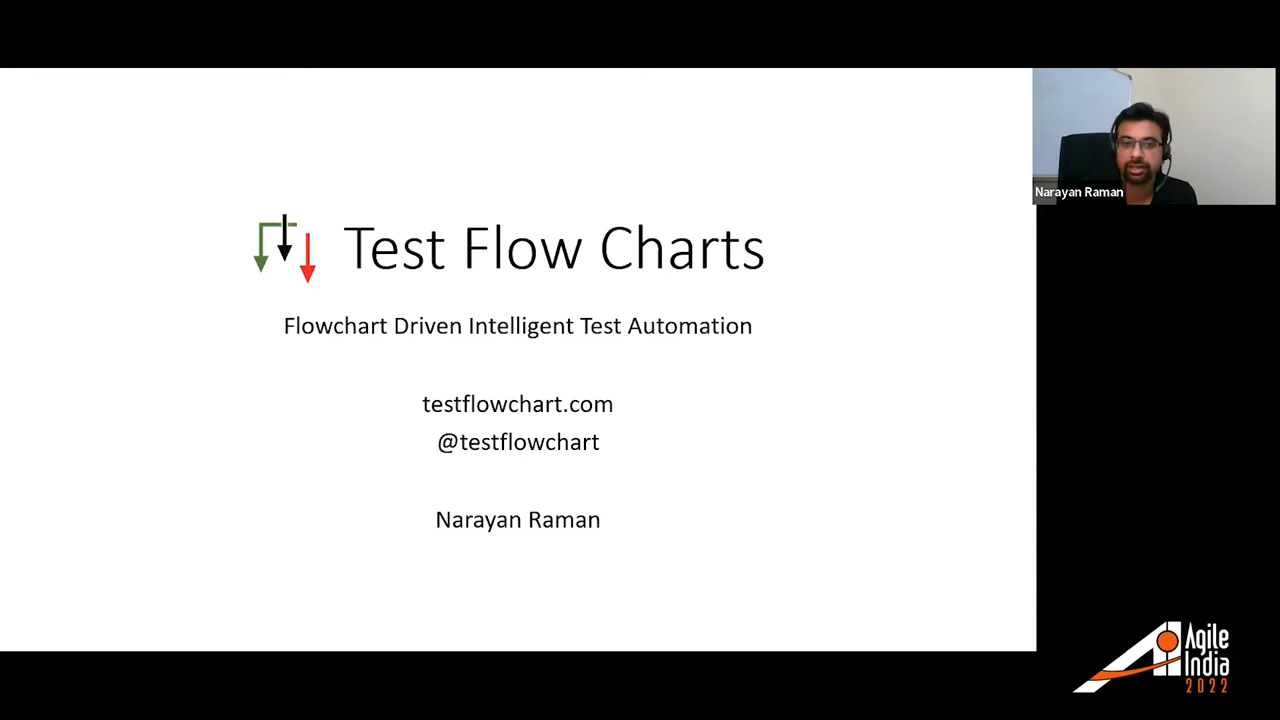 Test Flow Charts
Flowchart Driven Intelligent Test Automation
testflowchart.com
@testflowchart
Narayan Raman
Narayan Raman
Agile
India
2022